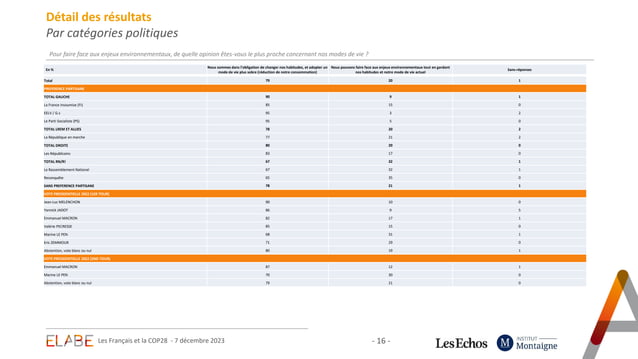 Détail des résultats
Par catégories politiques
Pour faire face aux enjeux environnementaux, de quelle opinion êtes-vous le plus proche concernant nos modes de vie ?
En % Nous sommes dans l'obligation de changer nos habitudes, et adopter un mode de vie plus sobre (réduction de notre consommation) Nous pouvons faire face aux enjeux environnementaux tout en gardant nos habitudes et notre mode de vie actuel Sans réponses
Total 79 20 1
PREFERENCE PARTISANE
TOTAL GAUCHE 90 9 1
La France Insoumise (FI) 85 15 0
EELV / G.s 95 3 2
Le Parti Socialiste (PS) 95 5 0
TOTAL LREM ET ALLIES 78 20 2
La République en marche 77 21 2
TOTAL DROITE 80 20 0
Les Républicains 83 17 0
TOTAL RN/R! 67 32 1
Le Rassemblement National 67 32 1
Reconquête 65 35 0
SANS PREFERENCE PARTISANE 78 21 1
VOTE PRESIDENTIELLE 2022 (1ER TOUR)
Jean-Luc MELENCHON 90 10 0
Yannick JADOT 86 9 5
Emmanuel MACRON 82 17 1
Valérie PECRESSE 85 15 0
Marine LE PEN 68 31 1
Eric ZEMMOUR 71 29 0
Abstention, vote blanc ou nul 80 19 1
VOTE PRESIDENTIELLE 2022 (2ND TOUR)
Emmanuel MACRON 87 12 1
Marine LE PEN 70 30 0
Abstention, vote blanc ou nul 79 21 0
ELABE Les Français et la COP28 - 7 décembre 2023 - 16 - LesEchos M INSTITUT Montaigne